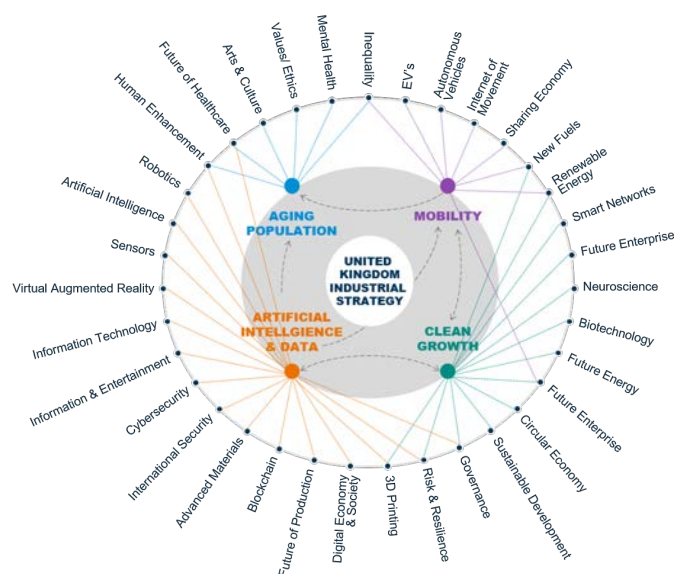 Inequality
EV's
Autonomous
Vehicles
Internet of
Movement
Sharing Economy
New Fuels
Renewable
Energy
Smart Networks
Future Enterprise
Neuroscience
Biotechnology
Future Energy
Future Enterprise
Circular Economy
Sustainable Development
Governance
Risk & Resilience
3D Printing
Digital Economy
& Society
Future of Production
Blockchain
Advanced Materials
International Security
Cybersecurity
Information & Entertainment
Information Technology
Virtual Augmented Reality
Sensors
Artificial Intelligence
Robotics
Human Enhancement
Future of Healthcare
Arts & Culture
Values/ Ethics
Mental Health
AGING
POPULATION
MOBILITY
UNITED
KINGDOM
INDUSTRIAL
STRATEGY
ARTIFICIAL
INTELLGIENCE
& DATA
CLEAN
GROWTH